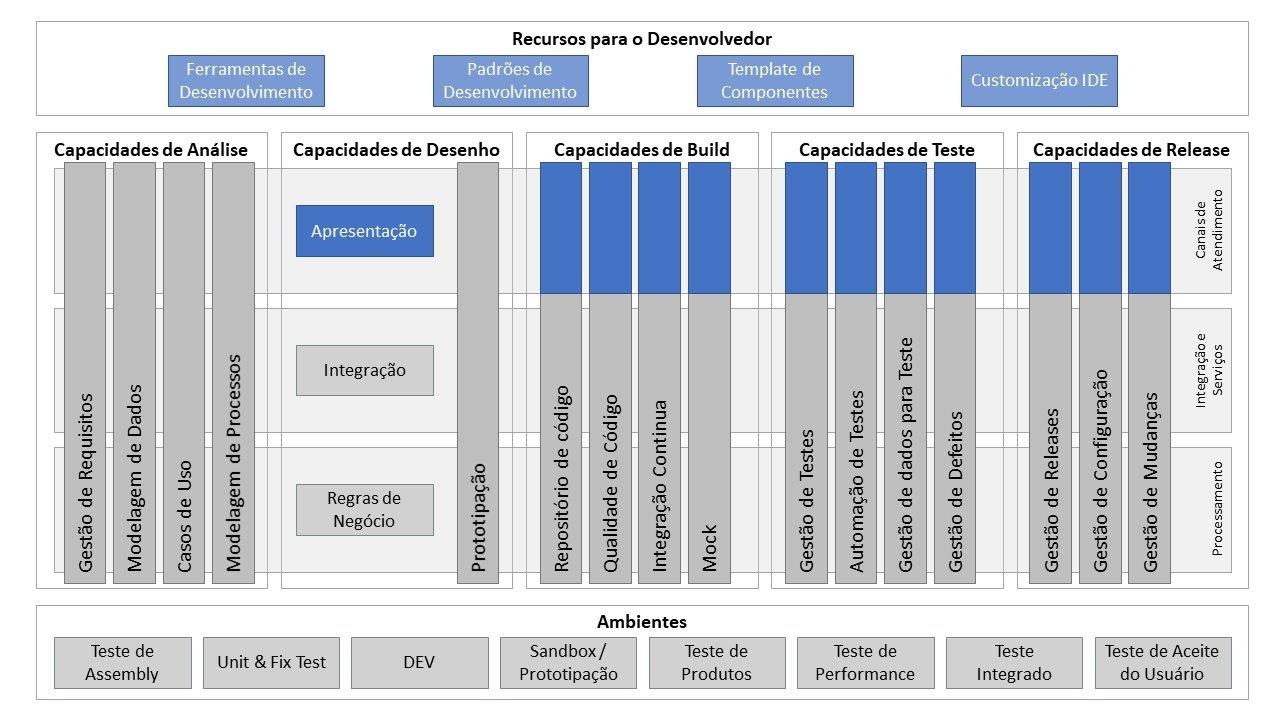 Recursos para o Desenvolvedor
Ferramentas de
Desenvolvimento
Padrões de
Desenvolvimento
Template de
Componentes
Customização IDE
Capacidades de Análise
Gestão de Requisitos
Modelagem de Dados
Casos de Uso
Modelagem de Processos
Capacidades de Desenho
Apresentação
Integração
Regras de
Negócio
Prototipação
Capacidades de Build
Repositório de código
Qualidade de Código
Integração Continua
Mock
Capacidades de Teste
Gestão de Testes
Automação de Testes
Gestão de dados para Teste
Gestão de Defeitos
Capacidades de Release
Gestão de Releases
Gestão de Configuração
Gestão de Mudanças
Canais de
Atendimento
Integração e
Serviços
Processamento
Ambientes
Teste de
Assembly
Unit & Fix Test
DEV
Sandbox /
Prototipação
Teste de
Produtos
Teste de
Performance
Teste
Integrado
Teste de Aceite
do Usuário